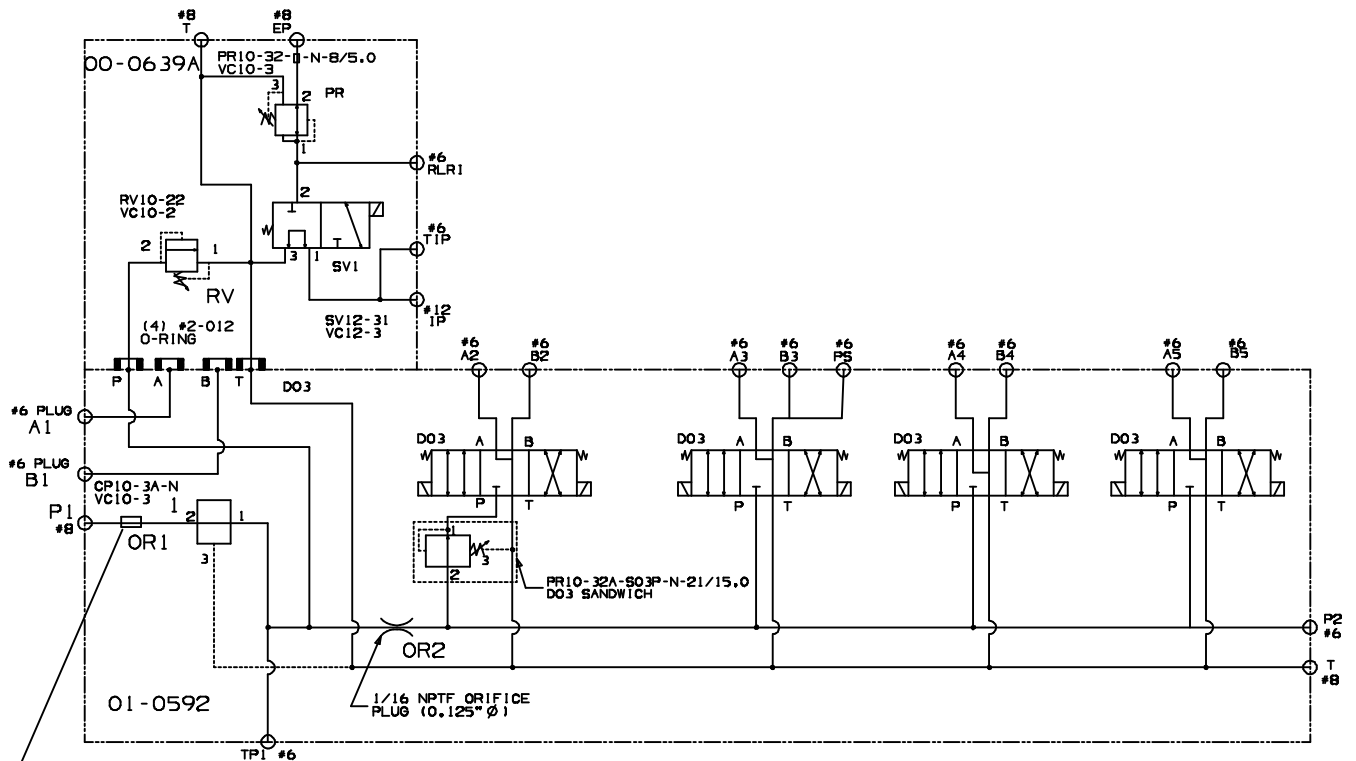 #8
T
#8
EP
00-0639A
PR10-32-
-N-8/5.0
VC10-3
3
2
PR
1
#6
RLR1
RV10-22
VC10-2
2
#6
TIP
2
1
3
1
SV1
RV
#12
IP
(4) #2-012
O-RING
SV12-31
VC12-3
P
A
B
T
DO3
#6
A2
#6
B2
#6
A3
#6
B3
#6
PS
#6
A4
#6
B4
#6
A5
#6
B5
#6 PLUG
A1
#6 PLUG
B1
DO3
A
B
P
T
DO3
A
B
P
T
DO3
A
B
P
T
DO3
A
B
P
T
CP10-3A-N
VC10-3
P1
#8
OR1
1
2
1
3
1
3
2
PR10-32A-S03P-N-21/15.0
DO3 SANDWICH
P2
#6
OR2
T
#8
1/16 NPTF ORIFICE
PLUG (0.125" Ø)
01-0592
TP1 #6